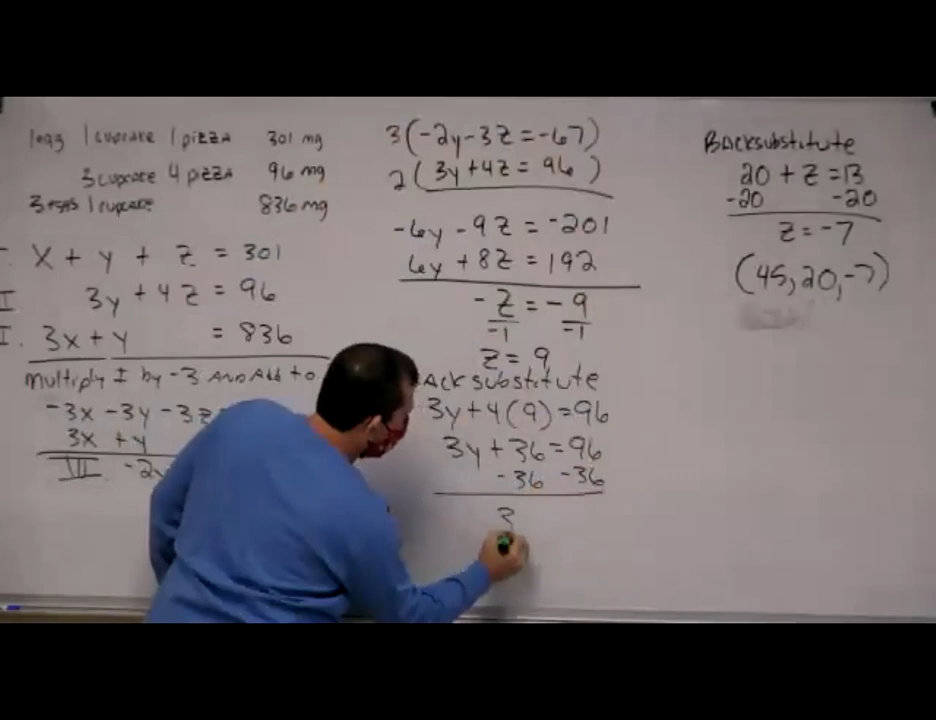 1 egg 1 cupcake 1 pizza 301 mg
3 cupcake 4 pizza 96 mg
1 cupcake 836 mg
X + y + z = 301
I 3y + 4z = 96
I. 3x + y = 836
Multiply I by -3 AND Add to
-3x - 3y - 3z
3x + y
III. -2y
3(-2y - 3z = -67)
2(3y + 4z = 96)
-6y - 9z = -201
6y + 8z = 192
-z = -9
-1 -1
z = 9
Acksubstitute
3y + 4(9) = 96
3y + 36 = 96
-36 -36
3
BAcksubstitute
20 + z = 13
-20 -20
z = -7
(45, 20, -7)